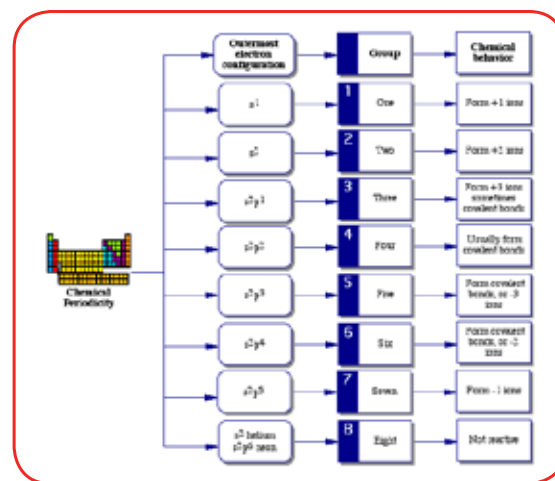 Outermost
electron
configuration
Group
Chemical
behavior
s¹
1
One
Form +1 ions
s²
2
Two
Form +2 ions
s²p¹
3
Three
Form +3 ions
sometimes
covalent bonds
s²p²
4
Four
Usually form
covalent bonds
Chemical
Periodicity
s²p³
5
Five
Form covalent
bonds, or -3
ions
s²p⁴
6
Six
Form covalent
bonds, or -2
ions
s²p⁵
7
Seven
Form -1 ions
s² helium
s²p⁶ neon
8
Eight
Not reactive